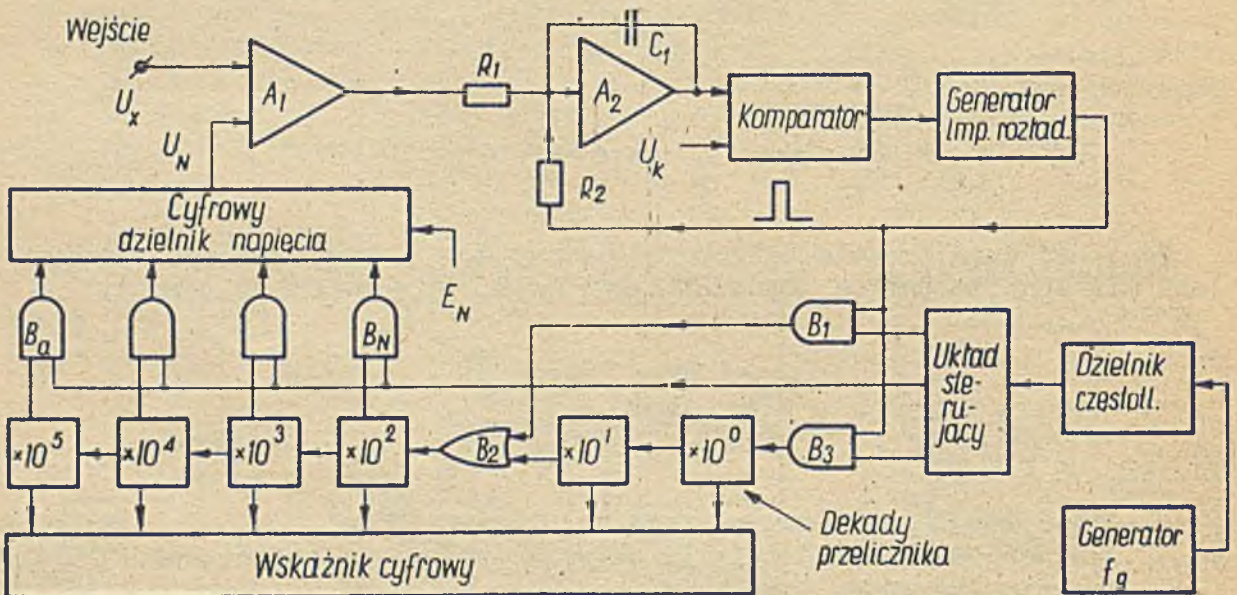 Wejście
U_x
A_1
R_1
A_2
C_1
Komparator
U_k
Generator
imp. rozład.
U_N
R_2
Cyfrowy
dzielnik napięcia
E_N
B_a
B_N
B_1
Układ
ste-
ru-
jący
Dzielnik
częstotl.
×10^5
×10^4
×10^3
×10^2
B_2
×10^1
×10^0
B_3
Dekady
przelicznika
Generator
f_g
Wskaźnik cyfrowy